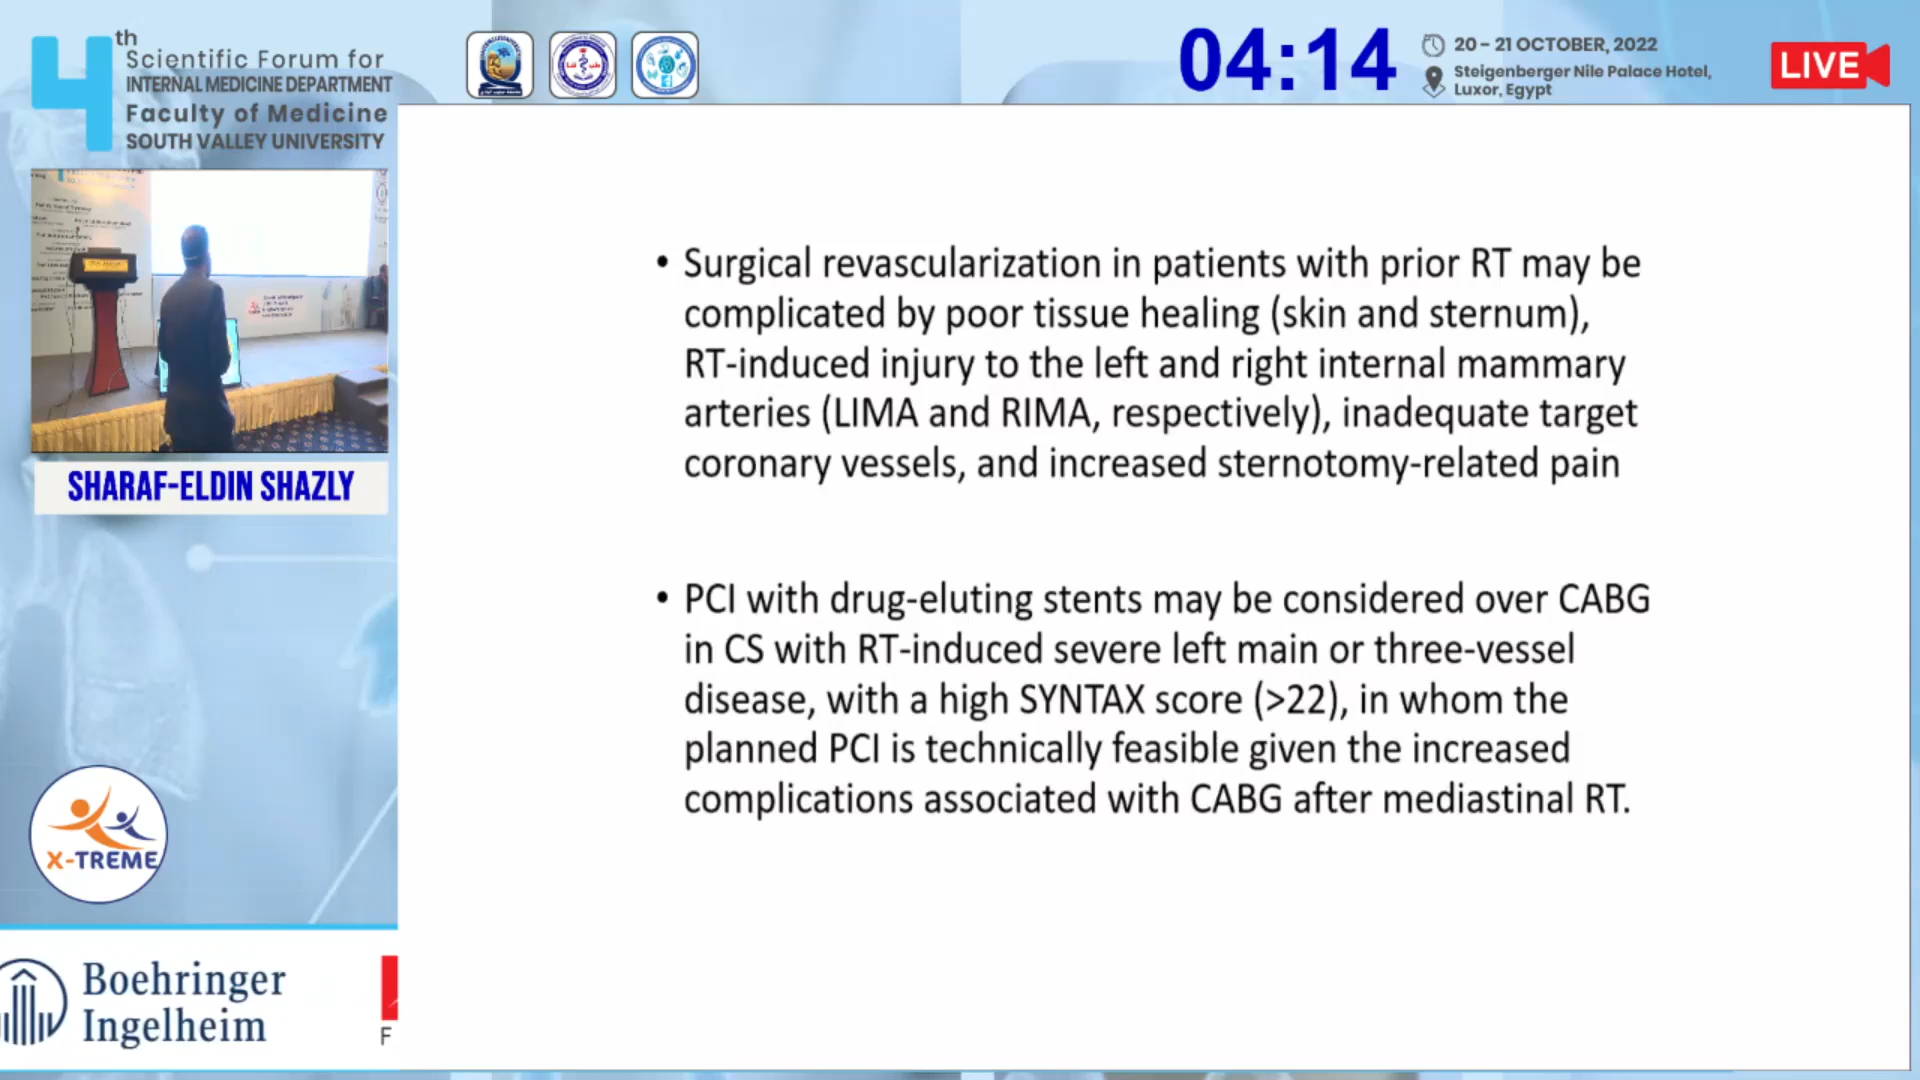 4th
Scientific Forum for
INTERNAL MEDICINE DEPARTMENT
Faculty of Medicine
SOUTH VALLEY UNIVERSITY
04:14
20 – 21 OCTOBER, 2022
Steigenberger Nile Palace Hotel,
Luxor, Egypt
LIVE
SHARAF-ELDIN SHAZLY
• Surgical revascularization in patients with prior RT may be
complicated by poor tissue healing (skin and sternum),
RT-induced injury to the left and right internal mammary
arteries (LIMA and RIMA, respectively), inadequate target
coronary vessels, and increased sternotomy-related pain
• PCI with drug-eluting stents may be considered over CABG
in CS with RT-induced severe left main or three-vessel
disease, with a high SYNTAX score (>22), in whom the
planned PCI is technically feasible given the increased
complications associated with CABG after mediastinal RT.
X-TREME
Boehringer
Ingelheim
F